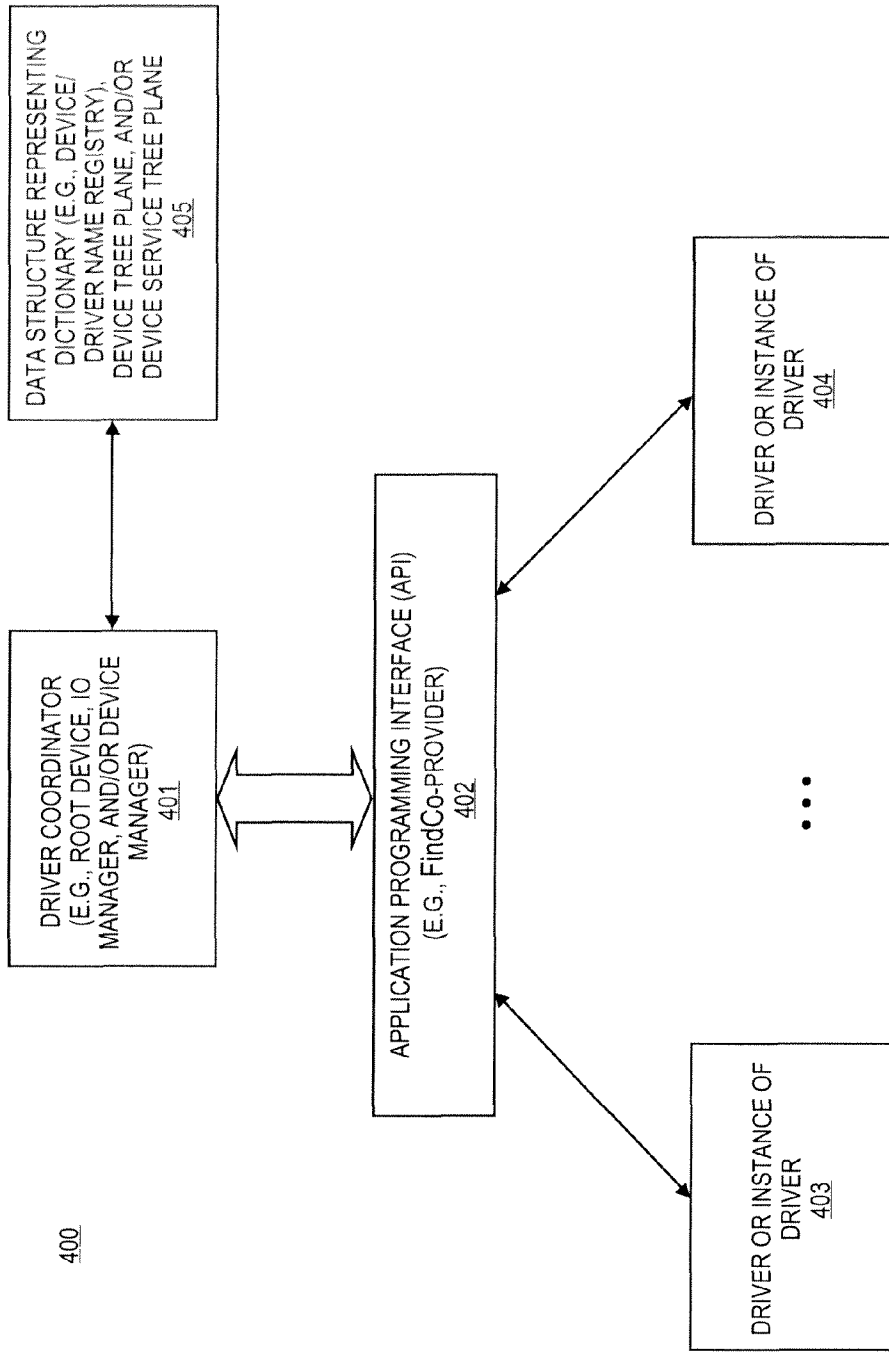 400
DRIVER COORDINATOR
(E.G., ROOT DEVICE, IO
MANAGER, AND/OR DEVICE
MANAGER)
401
DATA STRUCTURE REPRESENTING
DICTIONARY (E.G., DEVICE/
DRIVER NAME REGISTRY),
DEVICE TREE PLANE, AND/OR
DEVICE SERVICE TREE PLANE
405
APPLICATION PROGRAMMING INTERFACE (API)
(E.G., FindCo-PROVIDER)
402
DRIVER OR INSTANCE OF
DRIVER
403
DRIVER OR INSTANCE OF
DRIVER
404